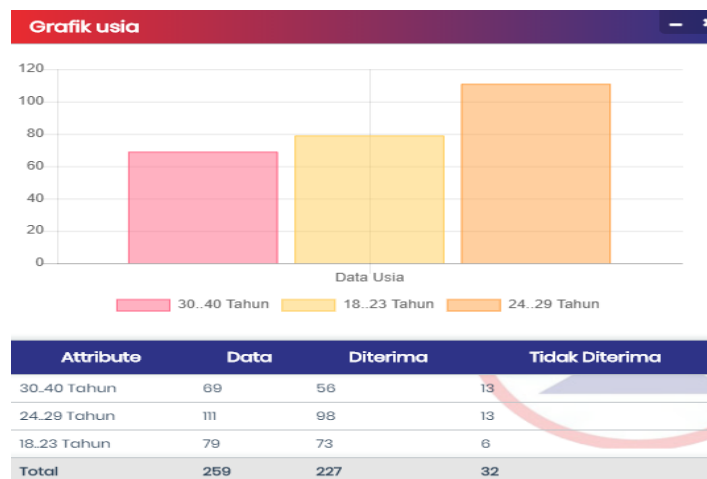 Grafik usia
120
100
80
60
40
20
0
Data Usia
30..40 Tahun 18..23 Tahun 24..29 Tahun
Attribute Data Diterima Tidak Diterima
30..40 Tahun 69 56 13
24..29 Tahun 111 98 13
18..23 Tahun 79 73 6
Total 259 227 32